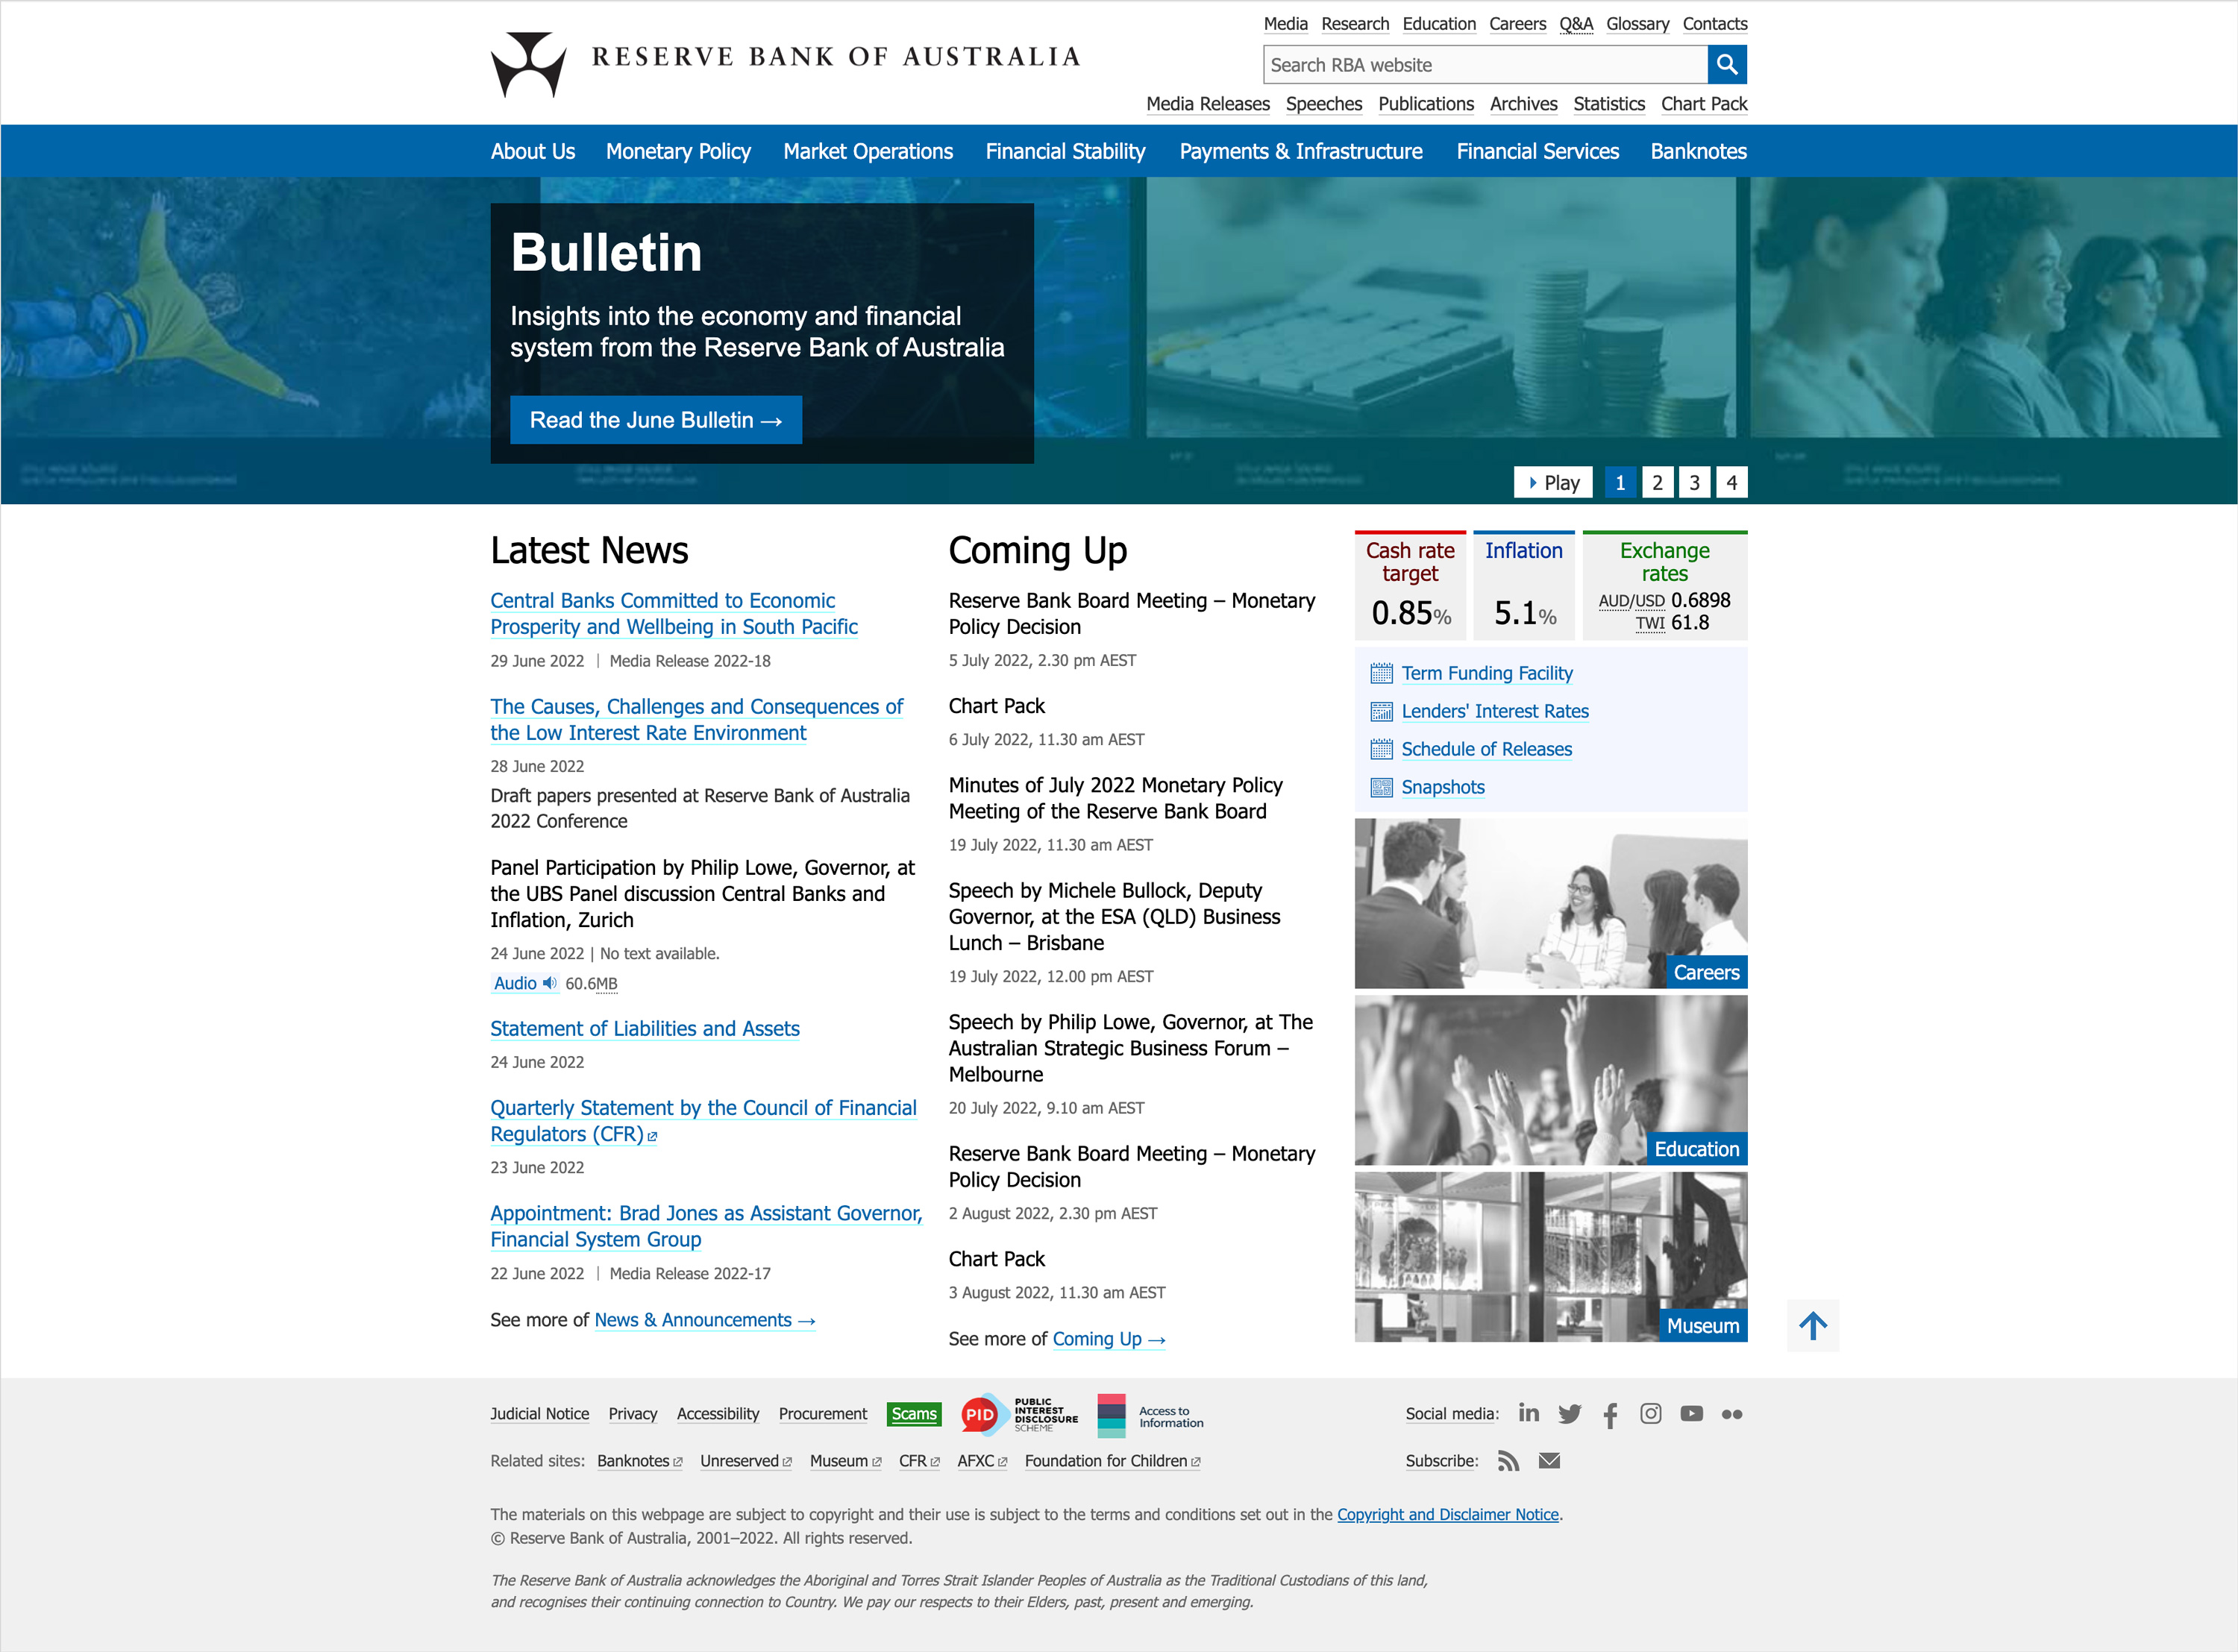 RESERVE BANK OF AUSTRALIA
Media Research Education Careers Q&A Glossary Contacts
Search RBA website
Media Releases Speeches Publications Archives Statistics Chart Pack
About Us Monetary Policy Market Operations Financial Stability Payments & Infrastructure Financial Services Banknotes
Bulletin
Insights into the economy and financial
system from the Reserve Bank of Australia
Read the June Bulletin →
Play 1 2 3 4
Latest News
Central Banks Committed to Economic
Prosperity and Wellbeing in South Pacific
29 June 2022 | Media Release 2022-18
The Causes, Challenges and Consequences of
the Low Interest Rate Environment
28 June 2022
Draft papers presented at Reserve Bank of Australia
2022 Conference
Panel Participation by Philip Lowe, Governor, at
the UBS Panel discussion Central Banks and
Inflation, Zurich
24 June 2022 | No text available.
Audio 60.6MB
Statement of Liabilities and Assets
24 June 2022
Quarterly Statement by the Council of Financial
Regulators (CFR)
23 June 2022
Appointment: Brad Jones as Assistant Governor,
Financial System Group
22 June 2022 | Media Release 2022-17
See more of News & Announcements →
Coming Up
Reserve Bank Board Meeting – Monetary
Policy Decision
5 July 2022, 2.30 pm AEST
Chart Pack
6 July 2022, 11.30 am AEST
Minutes of July 2022 Monetary Policy
Meeting of the Reserve Bank Board
19 July 2022, 11.30 am AEST
Speech by Michele Bullock, Deputy
Governor, at the ESA (QLD) Business
Lunch – Brisbane
19 July 2022, 12.00 pm AEST
Speech by Philip Lowe, Governor, at The
Australian Strategic Business Forum –
Melbourne
20 July 2022, 9.10 am AEST
Reserve Bank Board Meeting – Monetary
Policy Decision
2 August 2022, 2.30 pm AEST
Chart Pack
3 August 2022, 11.30 am AEST
See more of Coming Up →
Cash rate
target
0.85%
Inflation
5.1%
Exchange
rates
AUD/USD 0.6898
TWI 61.8
Term Funding Facility
Lenders' Interest Rates
Schedule of Releases
Snapshots
Careers
Education
Museum
Judicial Notice Privacy Accessibility Procurement Scams
PID
PUBLIC
INTEREST
DISCLOSURE
SCHEME
Access to
Information
Social media:
Related sites: Banknotes Unreserved Museum CFR AFXC Foundation for Children
Subscribe:
The materials on this webpage are subject to copyright and their use is subject to the terms and conditions set out in the Copyright and Disclaimer Notice.
© Reserve Bank of Australia, 2001–2022. All rights reserved.
The Reserve Bank of Australia acknowledges the Aboriginal and Torres Strait Islander Peoples of Australia as the Traditional Custodians of this land,
and recognises their continuing connection to Country. We pay our respects to their Elders, past, present and emerging.